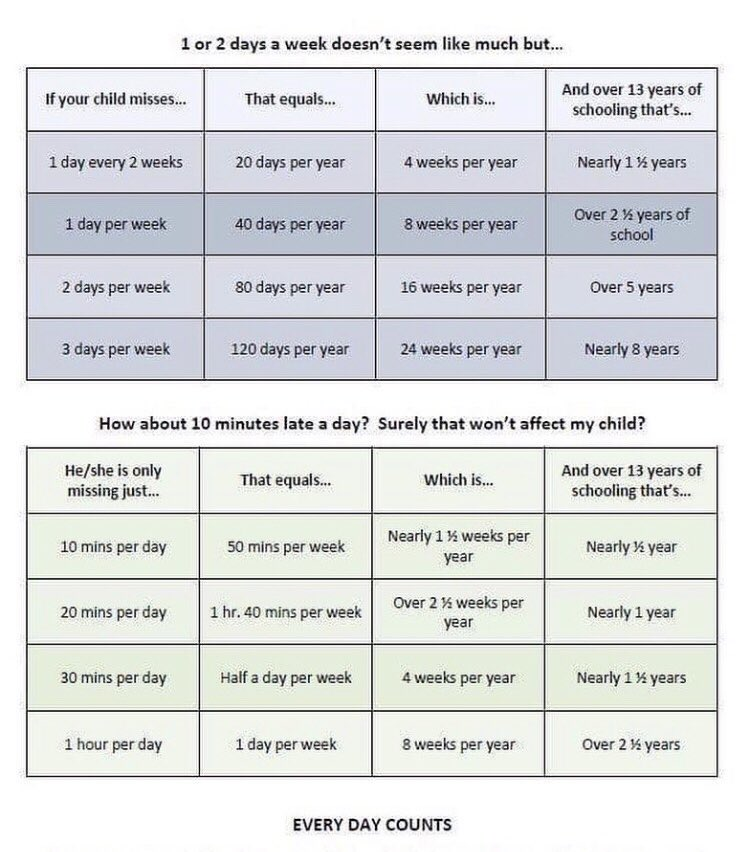 1 or 2 days a week doesn't seem like much but...
If your child misses... That equals... Which is... And over 13 years of schooling that's...
1 day every 2 weeks 20 days per year 4 weeks per year Nearly 1 ½ years
1 day per week 40 days per year 8 weeks per year Over 2 ½ years of school
2 days per week 80 days per year 16 weeks per year Over 5 years
3 days per week 120 days per year 24 weeks per year Nearly 8 years
How about 10 minutes late a day? Surely that won't affect my child?
He/she is only missing just... That equals... Which is... And over 13 years of schooling that's...
10 mins per day 50 mins per week Nearly 1 ½ weeks per year Nearly ½ year
20 mins per day 1 hr. 40 mins per week Over 2 ½ weeks per year Nearly 1 year
30 mins per day Half a day per week 4 weeks per year Nearly 1 ½ years
1 hour per day 1 day per week 8 weeks per year Over 2 ½ years
EVERY DAY COUNTS